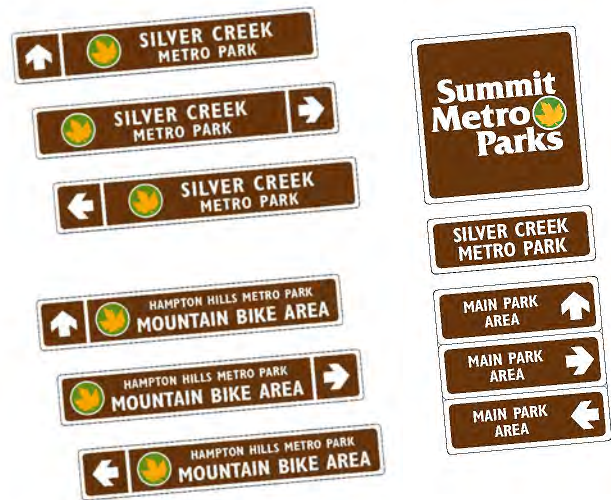 SILVER CREEK
METRO PARK
SILVER CREEK
METRO PARK
SILVER CREEK
METRO PARK
HAMPTON HILLS METRO PARK
MOUNTAIN BIKE AREA
HAMPTON HILLS METRO PARK
MOUNTAIN BIKE AREA
HAMPTON HILLS METRO PARK
MOUNTAIN BIKE AREA
Summit
Metro
Parks
SILVER CREEK
METRO PARK
MAIN PARK
AREA
MAIN PARK
AREA
MAIN PARK
AREA